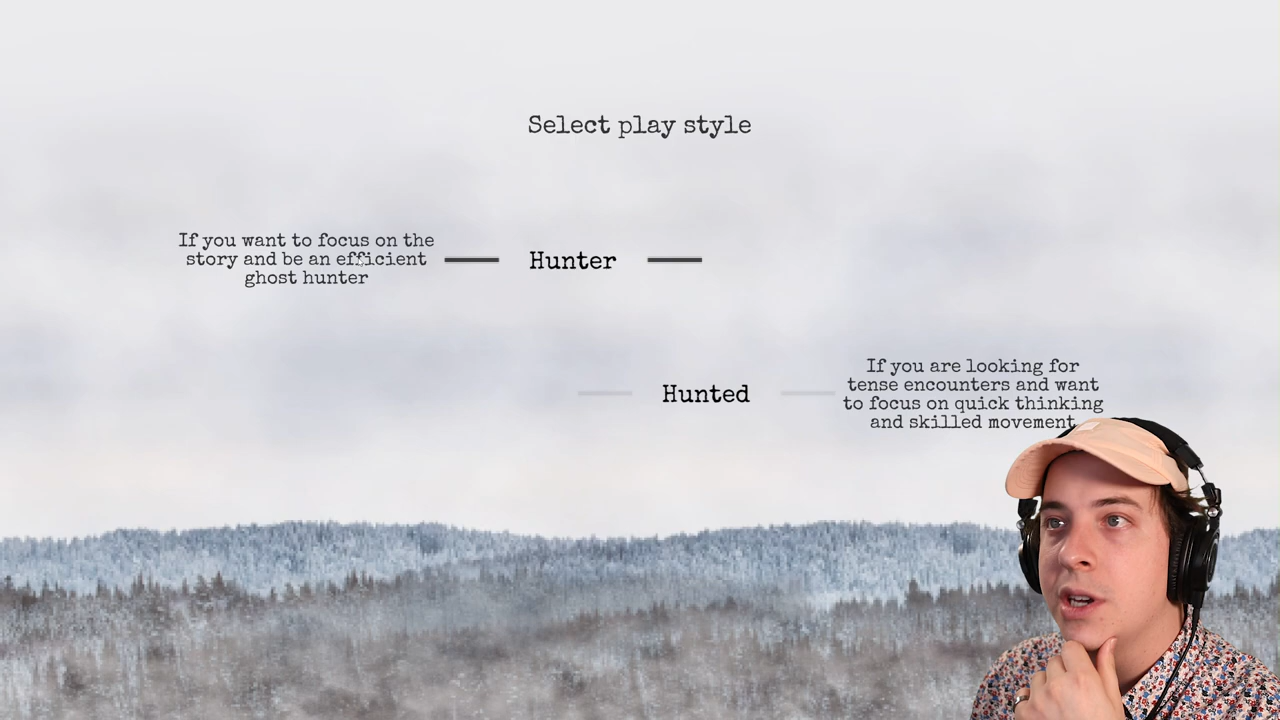 Select play style
If you want to focus on the
story and be an efficient
ghost hunter
Hunter
Hunted
If you are looking for
tense encounters and want
to focus on quick thinking
and skilled movement